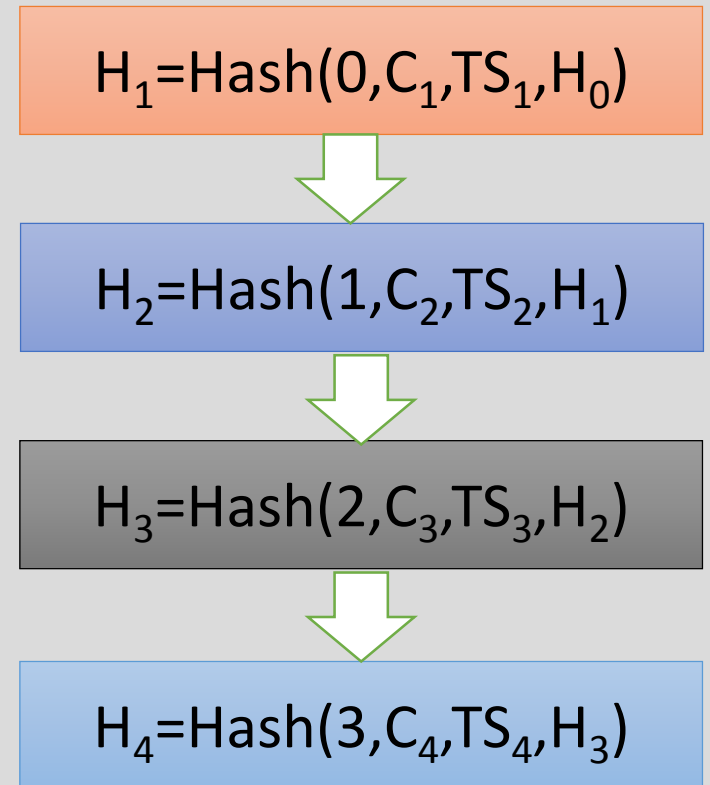 H₁=Hash(0,C₁,TS₁,H₀)
H₂=Hash(1,C₂,TS₂,H₁)
H₃=Hash(2,C₃,TS₃,H₂)
H₄=Hash(3,C₄,TS₄,H₃)